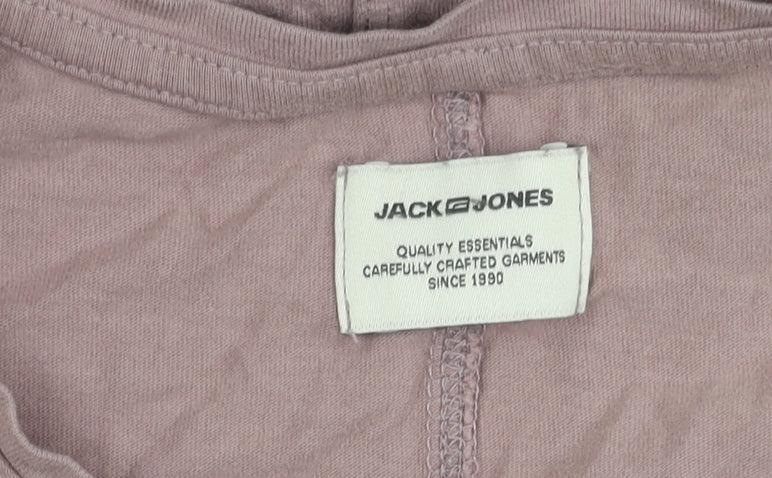 JACK & JONES
QUALITY ESSENTIALS
CAREFULLY CRAFTED GARMENTS
SINCE 1990